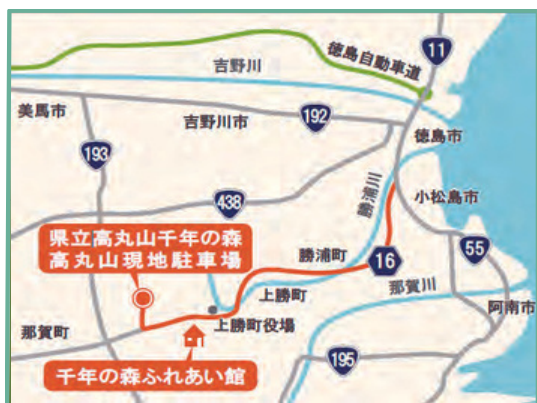 11
徳島自動車道
吉野川
美馬市
吉野川市
192
徳島市
193
438
勝浦川
小松島市
県立高丸山千年の森
高丸山現地駐車場
勝浦町
16
55
上勝町
那賀川
阿南市
上勝町役場
那賀町
千年の森ふれあい館
195